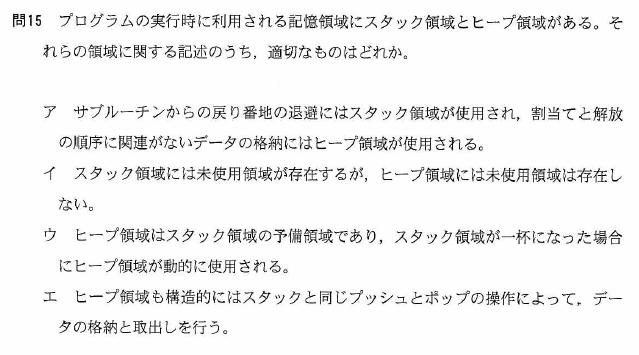 問15 プログラムの実行時に利用される記憶領域にスタック領域とヒープ領域がある。そ
れらの領域に関する記述のうち，適切なものはどれか。
ア サブルーチンからの戻り番地の退避にはスタック領域が使用され，割当てと解放
の順序に関連がないデータの格納にはヒープ領域が使用される。
イ スタック領域には未使用領域が存在するが，ヒープ領域には未使用領域は存在し
ない。
ウ ヒープ領域はスタック領域の予備領域であり，スタック領域が一杯になった場合
にヒープ領域が動的に使用される。
エ ヒープ領域も構造的にはスタックと同じプッシュとポップの操作によって，デー
タの格納と取出しを行う。